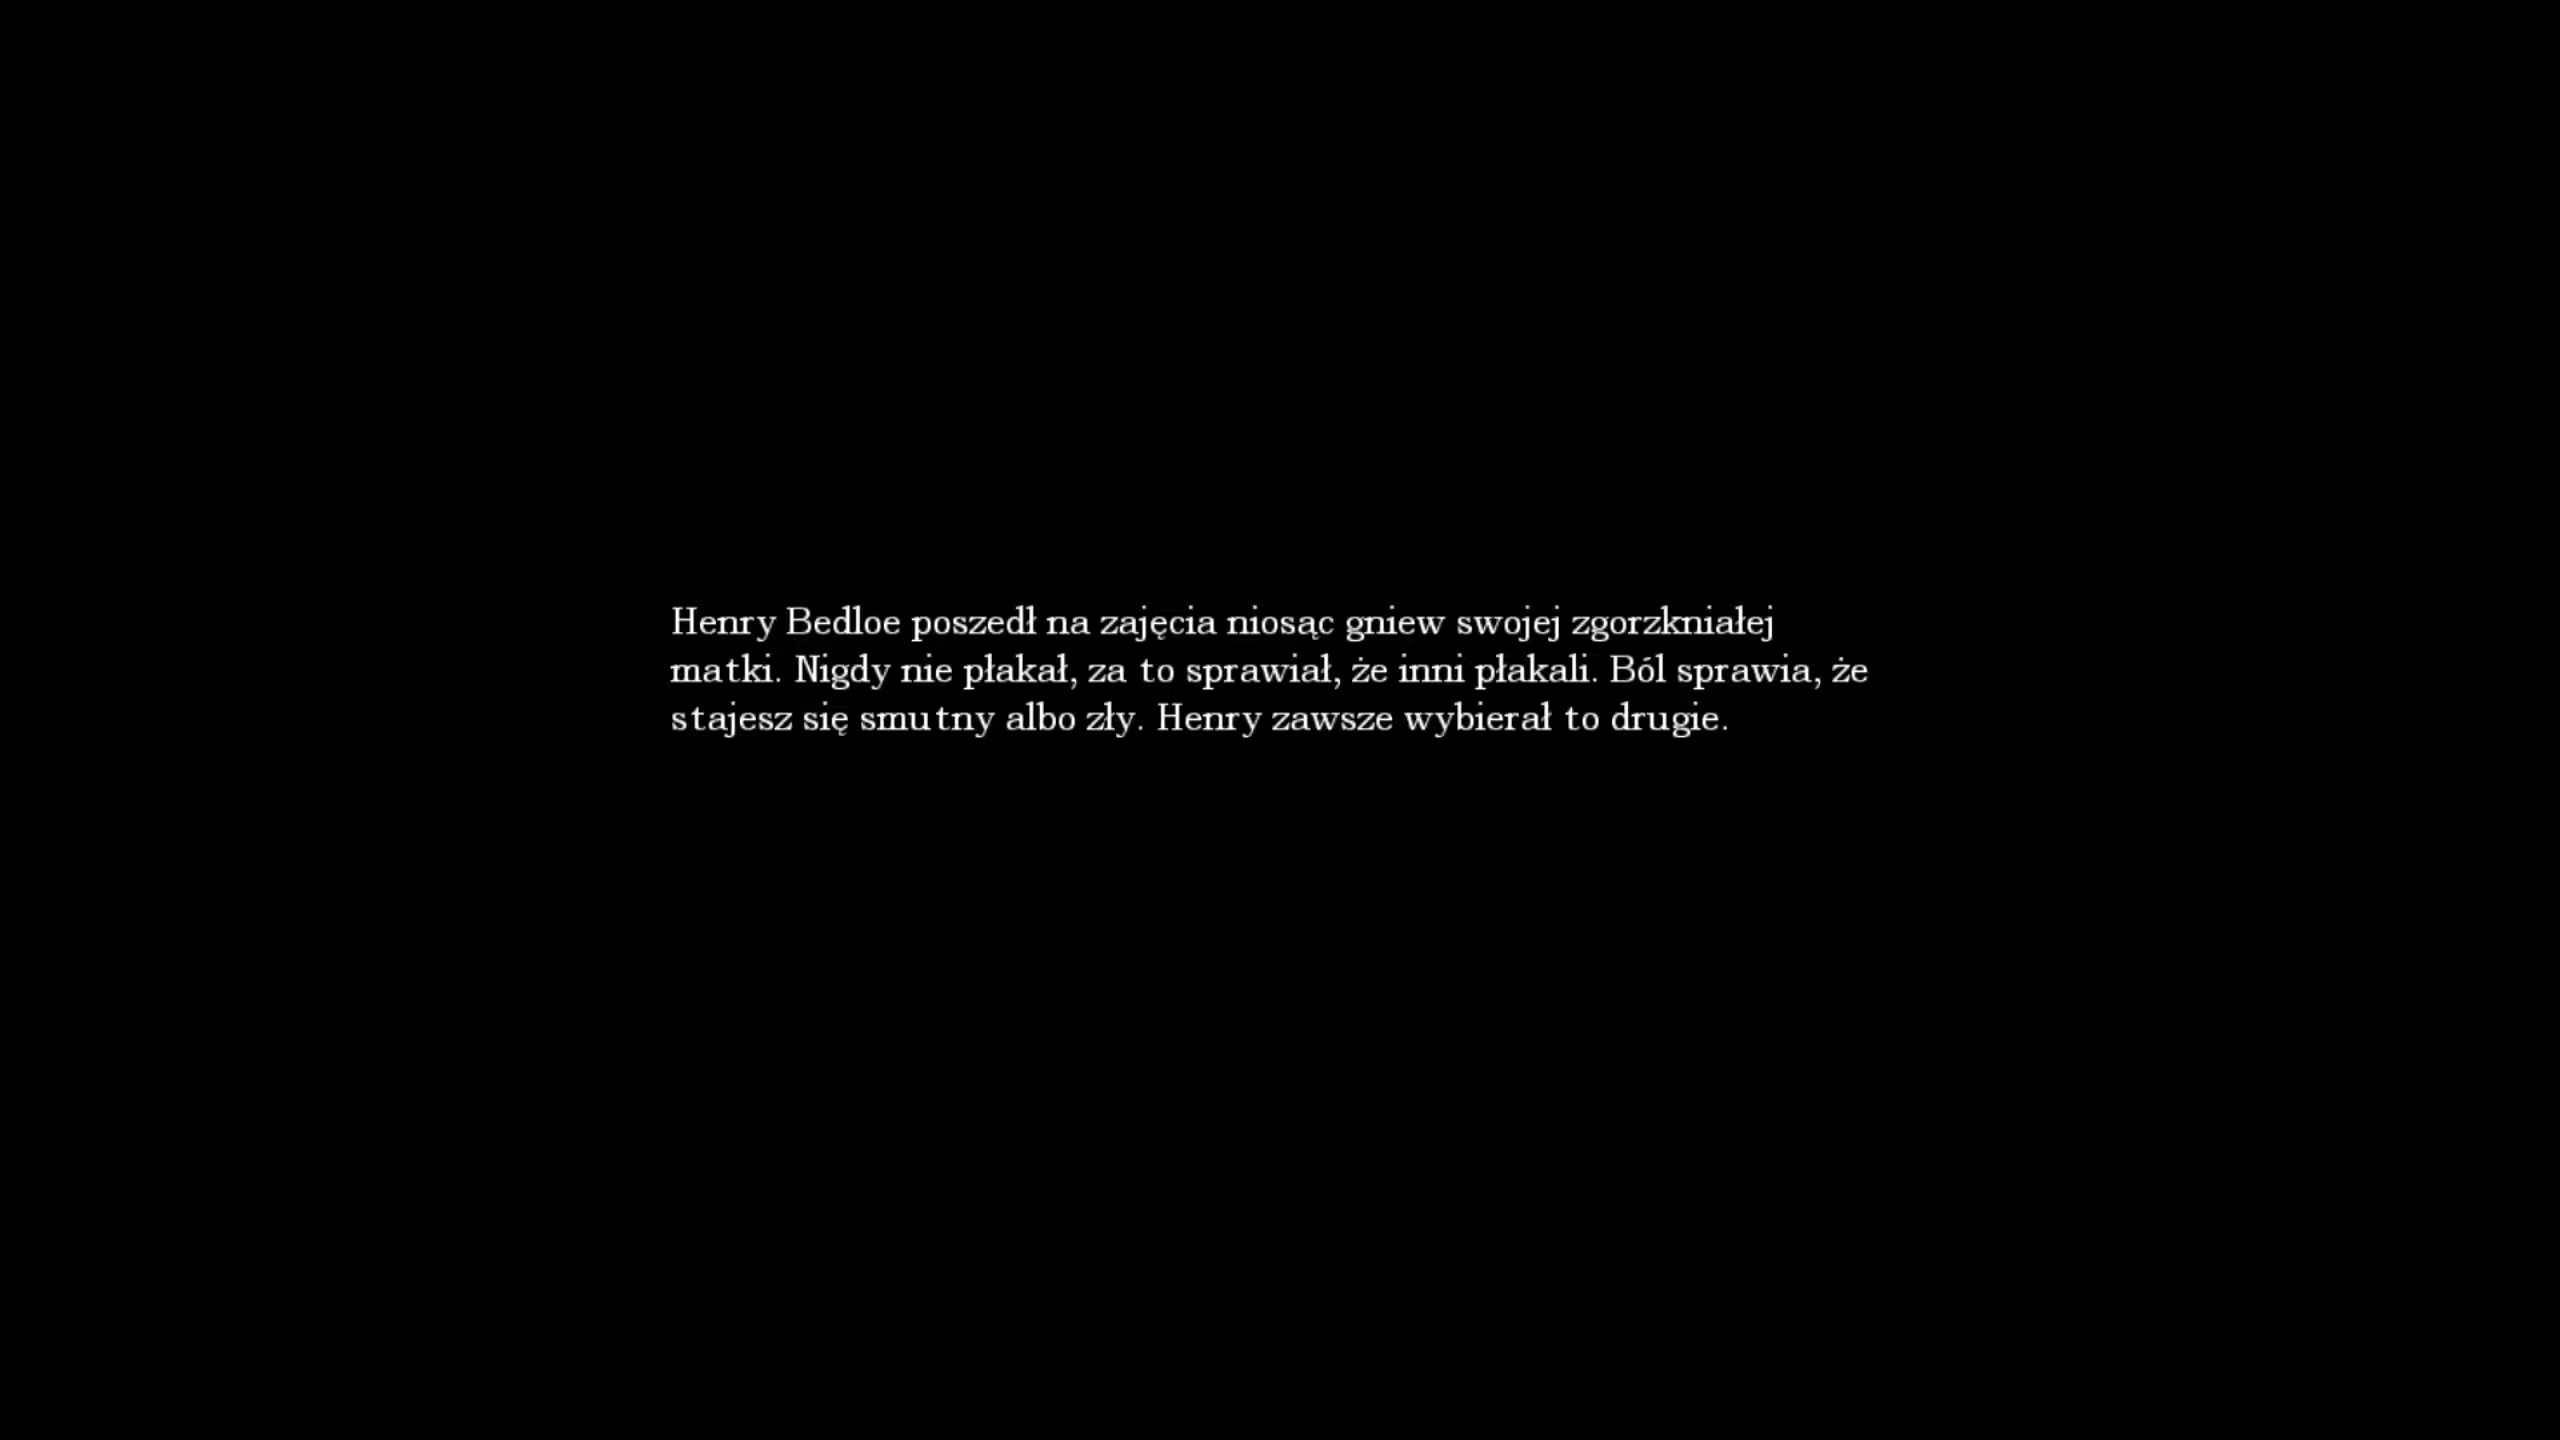 Henry Bedloe poszedł na zajęcia niosąc gniew swojej zgorzkniałej
matki. Nigdy nie płakał, za to sprawiał, że inni płakali. Ból sprawia, że
stajesz się smutny albo zły. Henry zawsze wybierał to drugie.